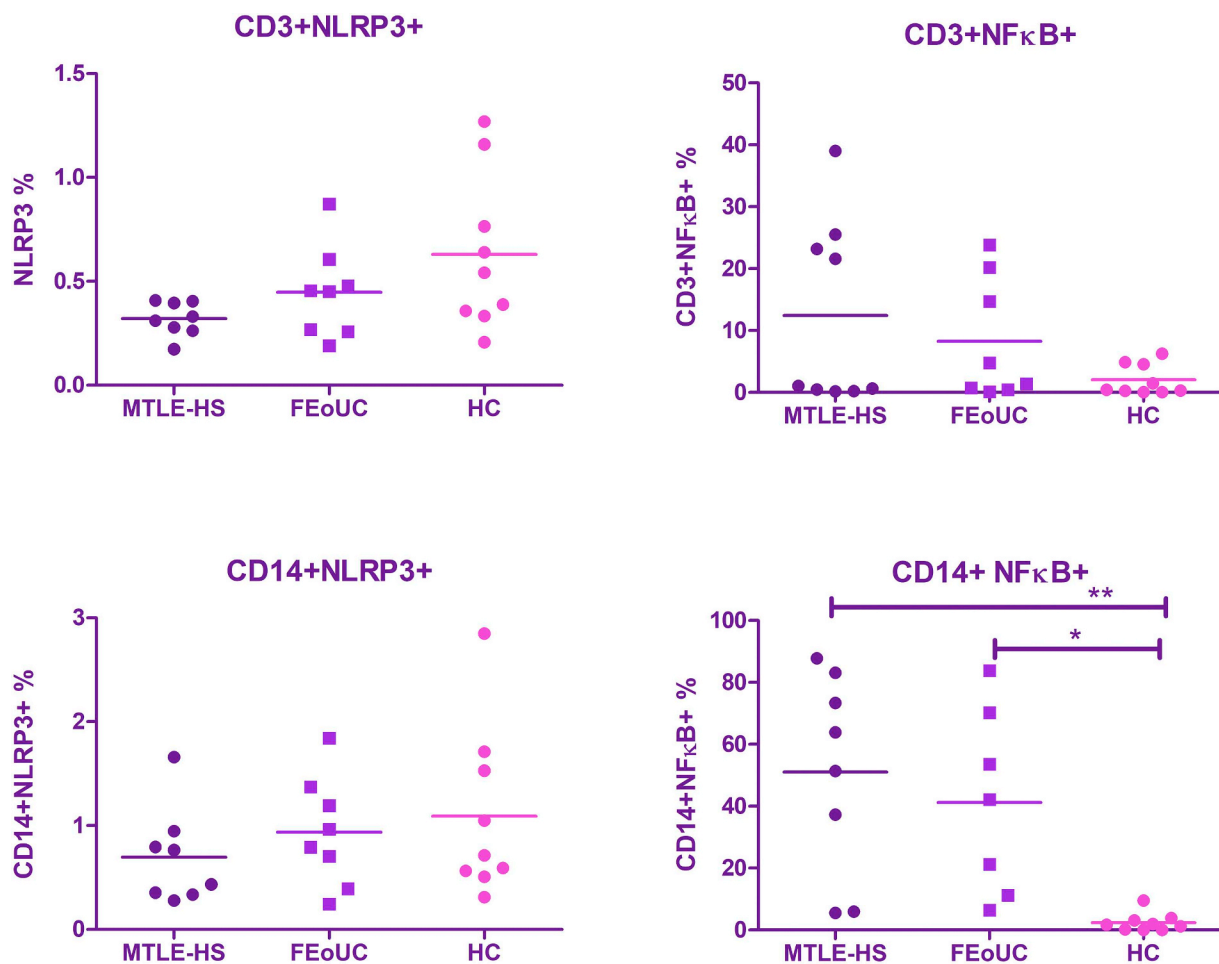 CD3+NLRP3+
NLRP3 %
1.5
1.0
0.5
0.0
MTLE-HS FEoUC HC
CD3+NFκB+
CD3+NFκB+ %
50
40
30
20
10
0
MTLE-HS FEoUC HC
CD14+NLRP3+
CD14+NLRP3+ %
3
2
1
0
MTLE-HS FEoUC HC
CD14+ NFκB+
**
*
CD14+NFκB+ %
100
80
60
40
20
0
MTLE-HS FEoUC HC